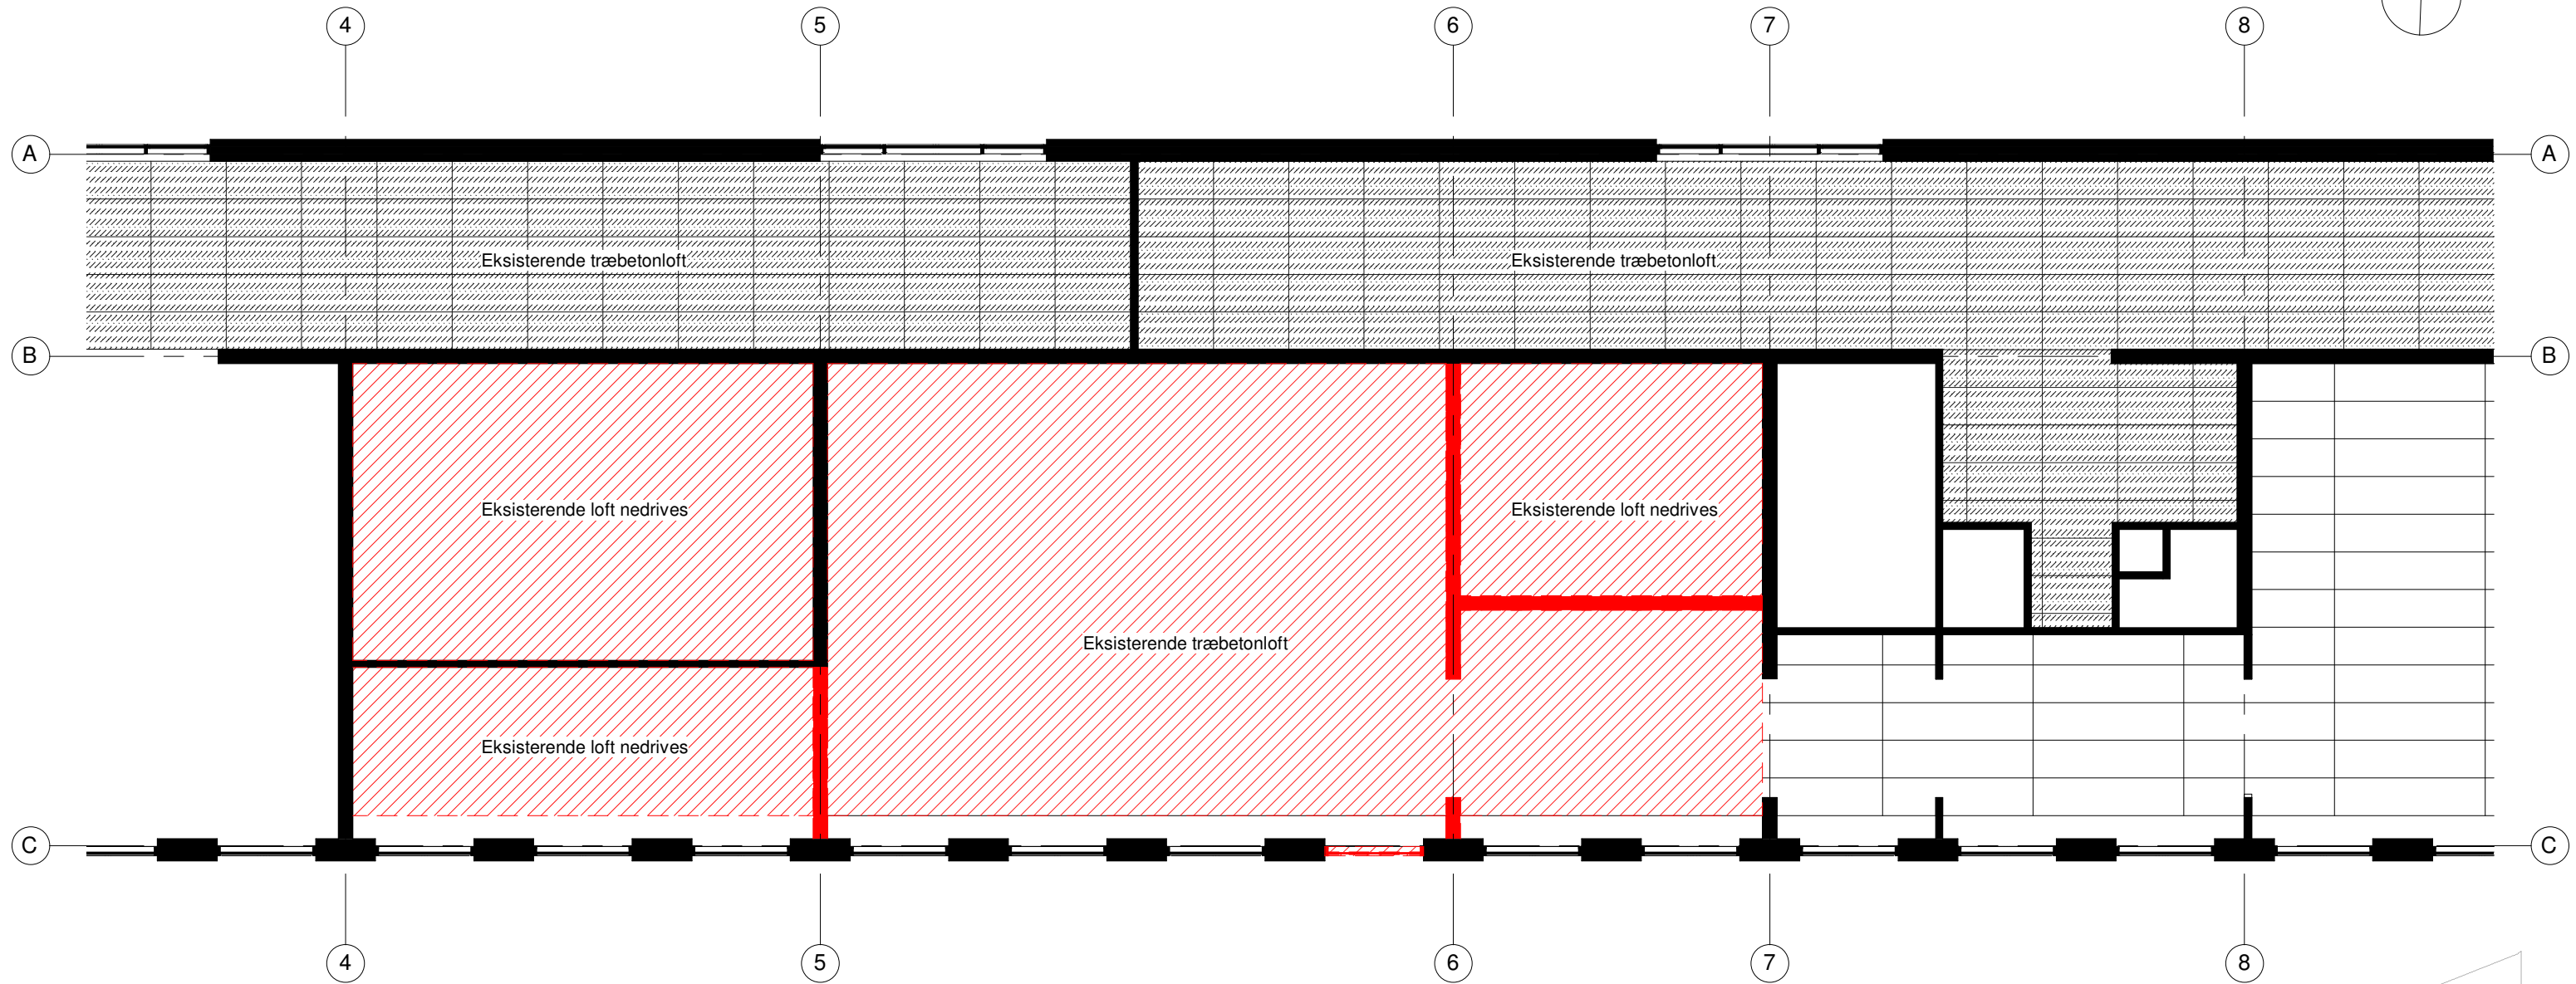 4 5 6 7 8
A A
Eksisterende træbetonloft Eksisterende træbetonloft
B B
Eksisterende loft nedrives Eksisterende loft nedrives
Eksisterende træbetonloft
Eksisterende loft nedrives
C C
4 5 6 7 8